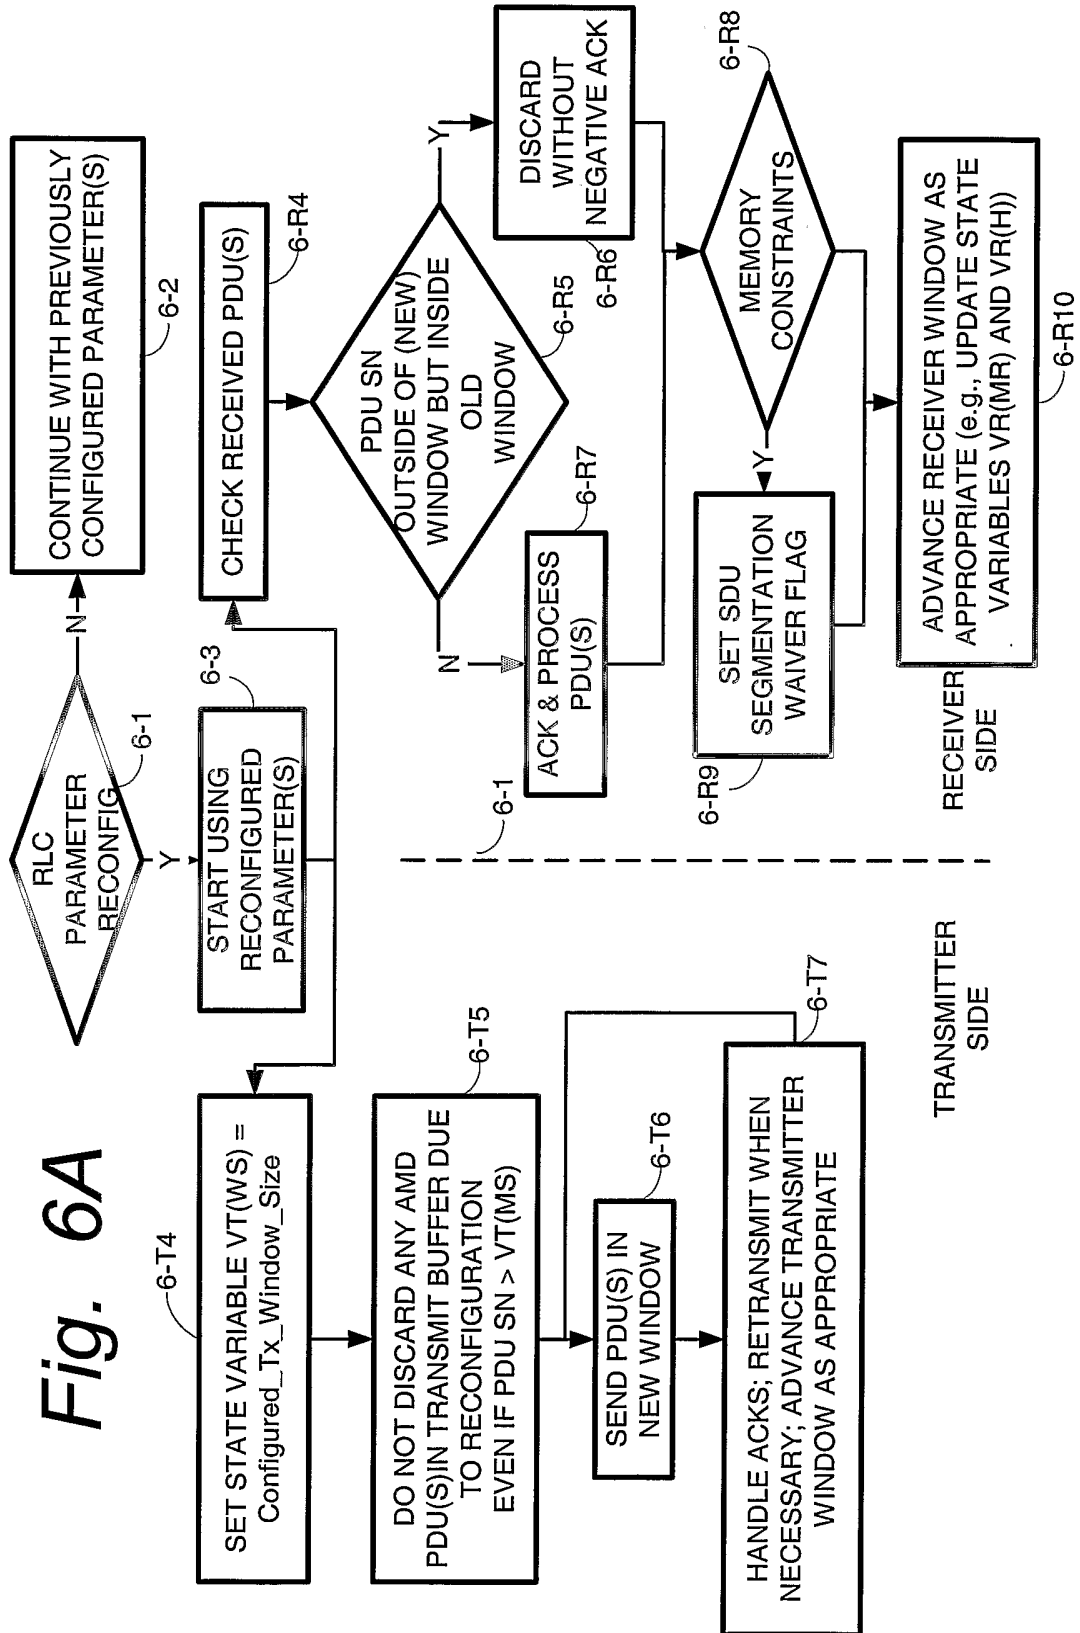 Fig. 6A
RLC
PARAMETER
RECONFIG
6-1
N
CONTINUE WITH PREVIOUSLY
CONFIGURED PARAMETER(S)
6-2
Y
START USING
RECONFIGURED
PARAMETER(S)
6-3
6-T4
SET STATE VARIABLE VT(WS) =
Configured_Tx_Window_Size
DO NOT DISCARD ANY AMD
PDU(S)IN TRANSMIT BUFFER DUE
TO RECONFIGURATION
EVEN IF PDU SN > VT(MS)
6-T5
SEND PDU(S) IN
NEW WINDOW
6-T6
HANDLE ACKS; RETRANSMIT WHEN
NECESSARY; ADVANCE TRANSMITTER
WINDOW AS APPROPRIATE
6-T7
TRANSMITTER
SIDE
6-1
CHECK RECEIVED PDU(S)
6-R4
PDU SN
OUTSIDE OF (NEW)
WINDOW BUT INSIDE
OLD
WINDOW
6-R5
N
Y
ACK & PROCESS
PDU(S)
6-R7
DISCARD
WITHOUT
NEGATIVE ACK
6-R6
MEMORY
CONSTRAINTS
6-R8
Y
SET SDU
SEGMENTATION
WAIVER FLAG
6-R9
ADVANCE RECEIVER WINDOW AS
APPROPRIATE (e.g., UPDATE STATE
VARIABLES VR(MR) AND VR(H))
6-R10
RECEIVER
SIDE